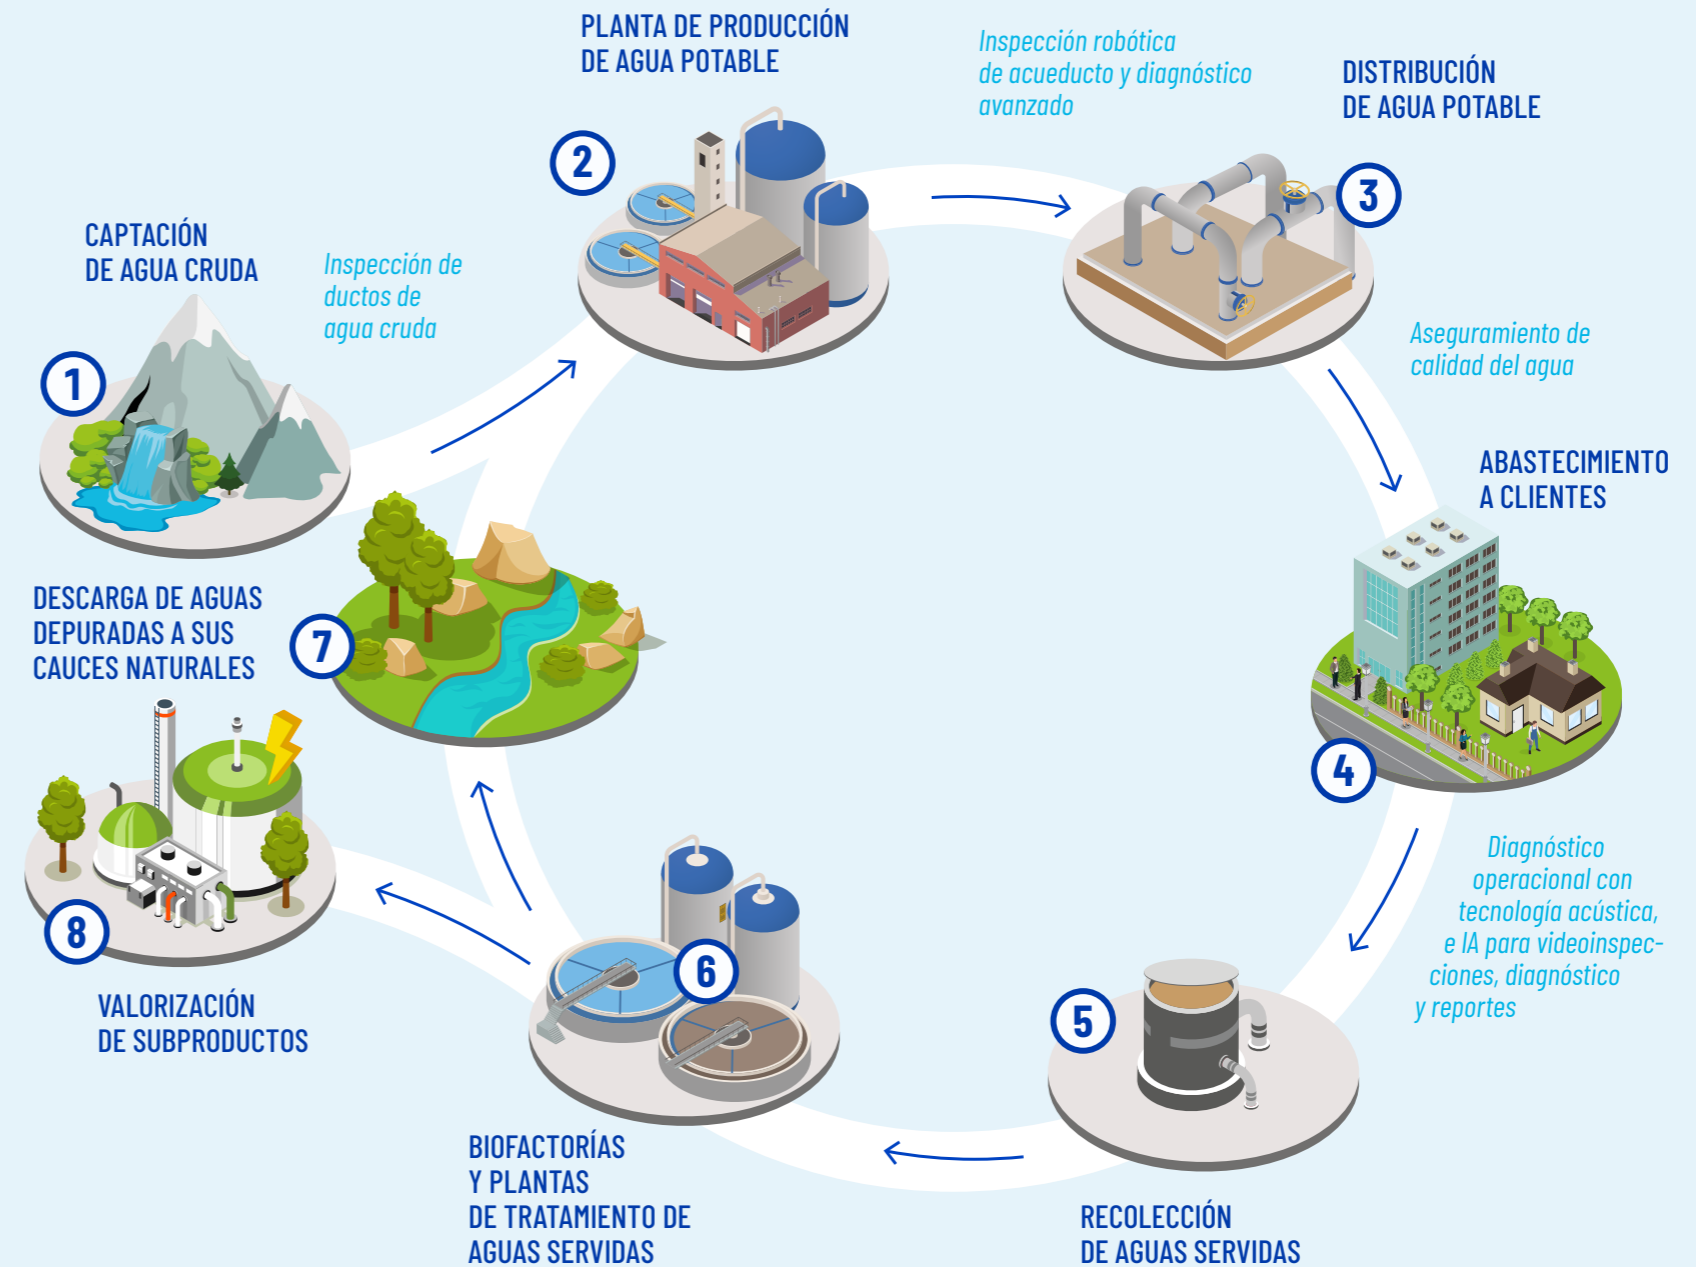 1
CAPTACIÓN
DE AGUA CRUDA
Inspección de
ductos de
agua cruda
2
PLANTA DE PRODUCCIÓN
DE AGUA POTABLE
Inspección robótica
de acueducto y diagnóstico
avanzado
3
DISTRIBUCIÓN
DE AGUA POTABLE
Aseguramiento de
calidad del agua
4
ABASTECIMIENTO
A CLIENTES
Diagnóstico
operacional con
tecnología acústica,
e IA para videoinspec-
ciones, diagnóstico
y reportes
5
RECOLECCIÓN
DE AGUAS SERVIDAS
6
BIOFACTORÍAS
Y PLANTAS
DE TRATAMIENTO DE
AGUAS SERVIDAS
7
DESCARGA DE AGUAS
DEPURADAS A SUS
CAUCES NATURALES
8
VALORIZACIÓN
DE SUBPRODUCTOS